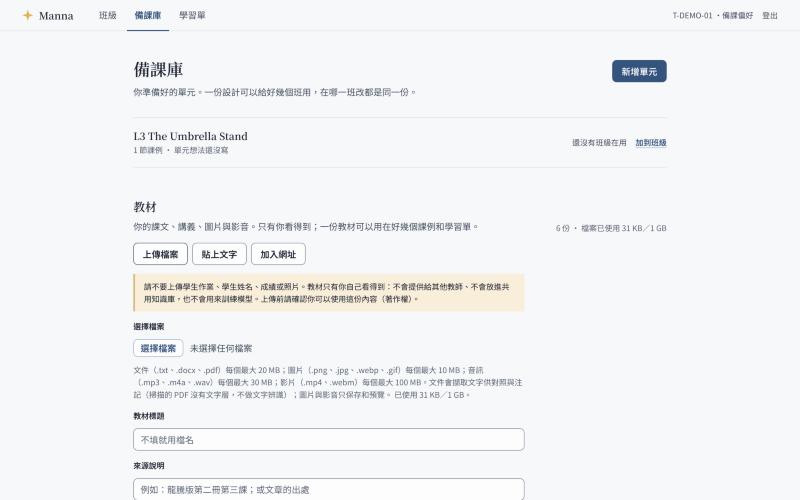 Manna
班級
備課庫
學習單
T-DEMO-01 ・備課偏好
登出
備課庫
新增單元
你準備好的單元。一份設計可以給好幾個班用，在哪一班改都是同一份。
L3 The Umbrella Stand
1 節課例 ・ 單元想法還沒寫
還沒有班級在用
加到班級
教材
你的課文、講義、圖片與影音。只有你看得到；一份教材可以用在好幾個課例和學習單。
6 份 ・ 檔案已使用 31 KB／1 GB
上傳檔案
貼上文字
加入網址
請不要上傳學生作業、學生姓名、成績或照片。教材只有你自己看得到：不會提供給其他教師、不會放進共
用知識庫，也不會用來訓練模型。上傳前請確認你可以使用這份內容（著作權）。
選擇檔案
選擇檔案
未選擇任何檔案
文件（.txt、.docx、.pdf）每個最大 20 MB；圖片（.png、.jpg、.webp、.gif）每個最大 10 MB；音訊
（.mp3、.m4a、.wav）每個最大 30 MB；影片（.mp4、.webm）每個最大 100 MB。文件會擷取文字供對照與注
記（掃描的 PDF 沒有文字層，不做文字辨識）；圖片與影音只保存和預覽。 已使用 31 KB／1 GB。
教材標題
不填就用檔名
來源說明
例如：龍騰版第二冊第三課；或文章的出處